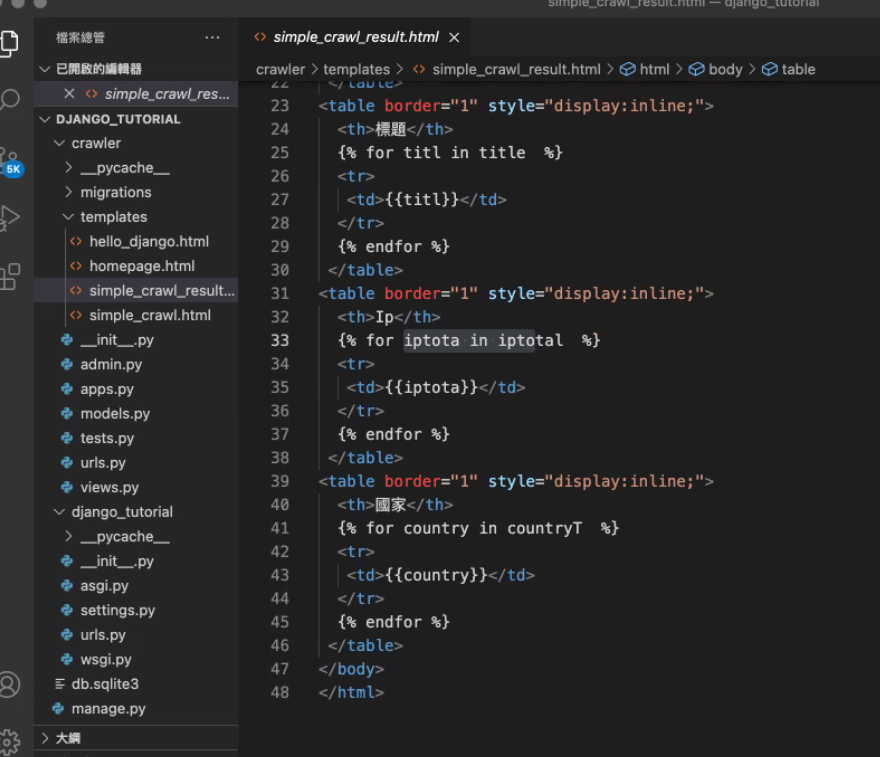 simple_crawl_result.html — django_tutorial
檔案總管
simple_crawl_result.html
已開啟的編輯器
simple_crawl_res...
DJANGO_TUTORIAL
crawler
__pycache__
migrations
templates
hello_django.html
homepage.html
simple_crawl_result...
simple_crawl.html
__init__.py
admin.py
apps.py
models.py
tests.py
urls.py
views.py
django_tutorial
__pycache__
__init__.py
asgi.py
settings.py
urls.py
wsgi.py
db.sqlite3
manage.py
大綱
5K
crawler > templates > simple_crawl_result.html > html > body > table
22 </table>
23 <table border="1" style="display:inline;">
24 <th>標題</th>
25 {% for titl in title  %}
26 <tr>
27 <td>{{titl}}</td>
28 </tr>
29 {% endfor %}
30 </table>
31 <table border="1" style="display:inline;">
32 <th>Ip</th>
33 {% for iptota in iptotal  %}
34 <tr>
35 <td>{{iptota}}</td>
36 </tr>
37 {% endfor %}
38 </table>
39 <table border="1" style="display:inline;">
40 <th>國家</th>
41 {% for country in countryT  %}
42 <tr>
43 <td>{{country}}</td>
44 </tr>
45 {% endfor %}
46 </table>
47 </body>
48 </html>